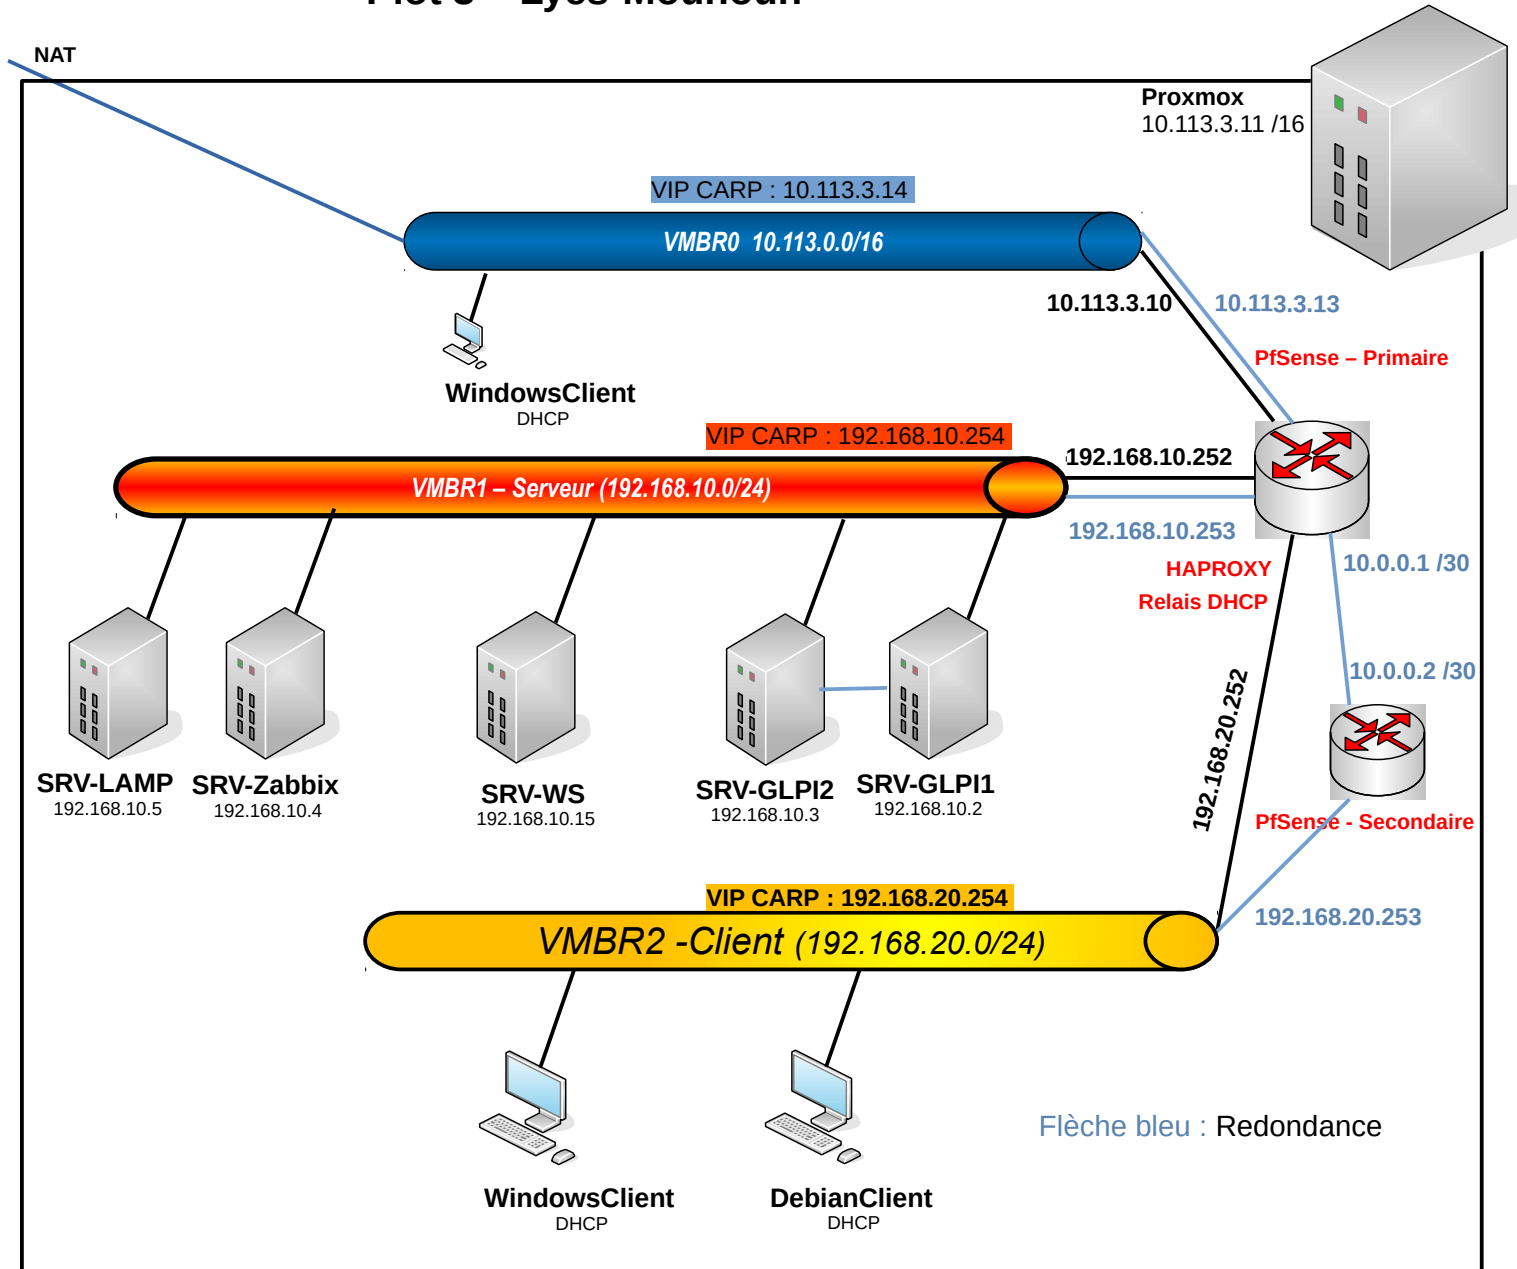 NAT
Proxmox
10.113.3.11 /16
VIP CARP : 10.113.3.14
VMBR0 10.113.0.0/16
10.113.3.10
10.113.3.13
PfSense – Primaire
WindowsClient
DHCP
VIP CARP : 192.168.10.254
192.168.10.252
VMBR1 – Serveur (192.168.10.0/24)
192.168.10.253
HAPROXY
Relais DHCP
10.0.0.1 /30
10.0.0.2 /30
192.168.20.252
SRV-LAMP
192.168.10.5
SRV-Zabbix
192.168.10.4
SRV-WS
192.168.10.15
SRV-GLPI2
192.168.10.3
SRV-GLPI1
192.168.10.2
PfSense - Secondaire
VIP CARP : 192.168.20.254
192.168.20.253
VMBR2 -Client (192.168.20.0/24)
Flèche bleu : Redondance
WindowsClient
DHCP
DebianClient
DHCP